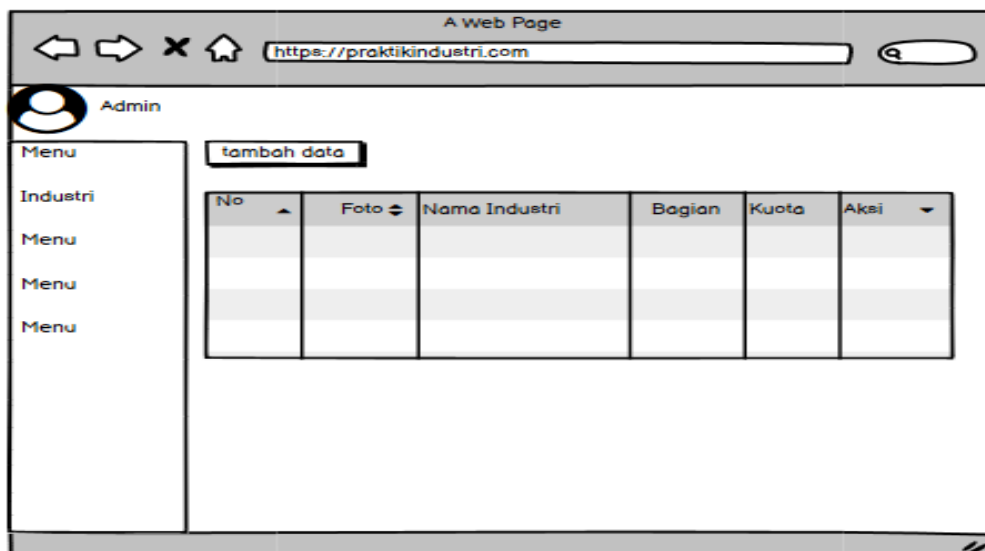 A Web Page
https://praktikindustri.com
Admin
Menu
Industri
Menu
Menu
Menu
tambah data
No Foto Nama Industri Bagian Kuota Aksi